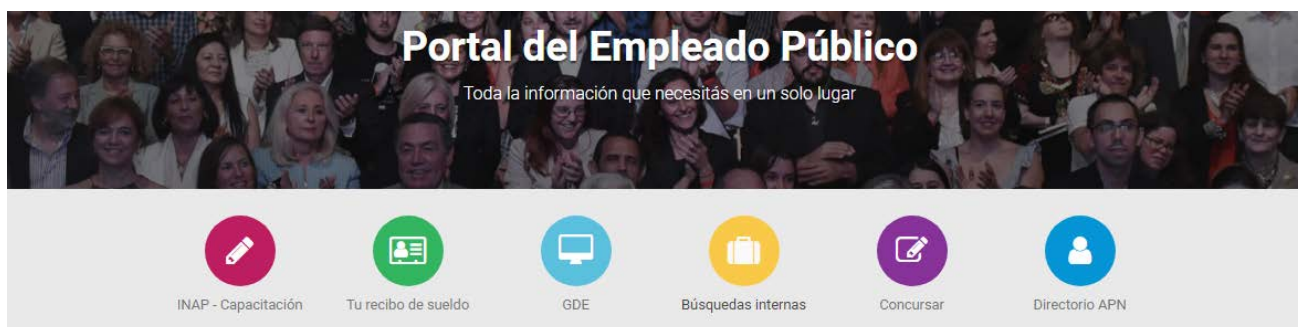 Portal del Empleado Público
Toda la información que necesitás en un solo lugar
INAP - Capacitación
Tu recibo de sueldo
GDE
Búsquedas internas
Concursar
Directorio APN